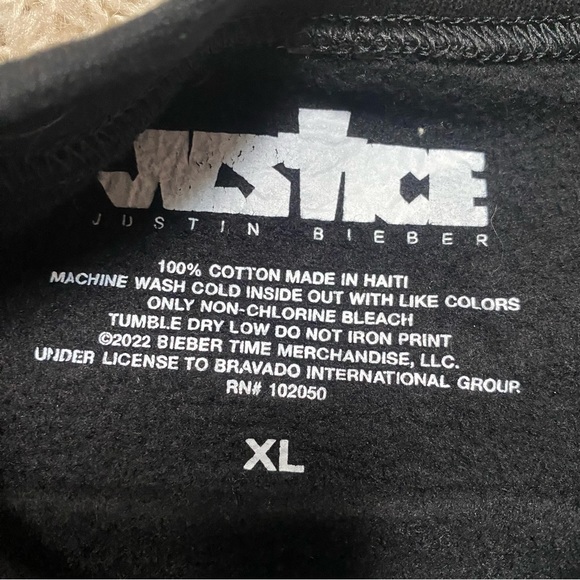 JUSTICE
JUSTIN BIEBER
100% COTTON MADE IN HAITI
MACHINE WASH COLD INSIDE OUT WITH LIKE COLORS
ONLY NON-CHLORINE BLEACH
TUMBLE DRY LOW DO NOT IRON PRINT
©2022 BIEBER TIME MERCHANDISE, LLC.
UNDER LICENSE TO BRAVADO INTERNATIONAL GROUP.
RN# 102050
XL